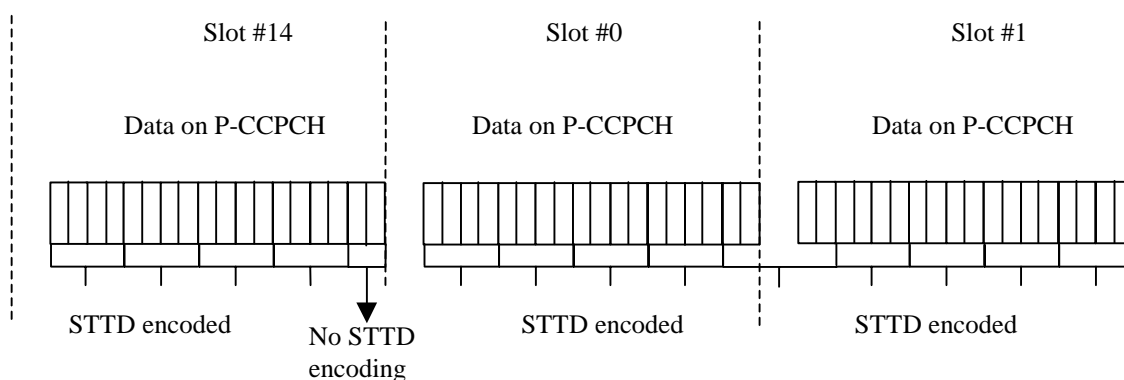 Slot #14
Slot #0
Slot #1
Data on P-CCPCH
Data on P-CCPCH
Data on P-CCPCH
STTD encoded
No STTD
encoding
STTD encoded
STTD encoded